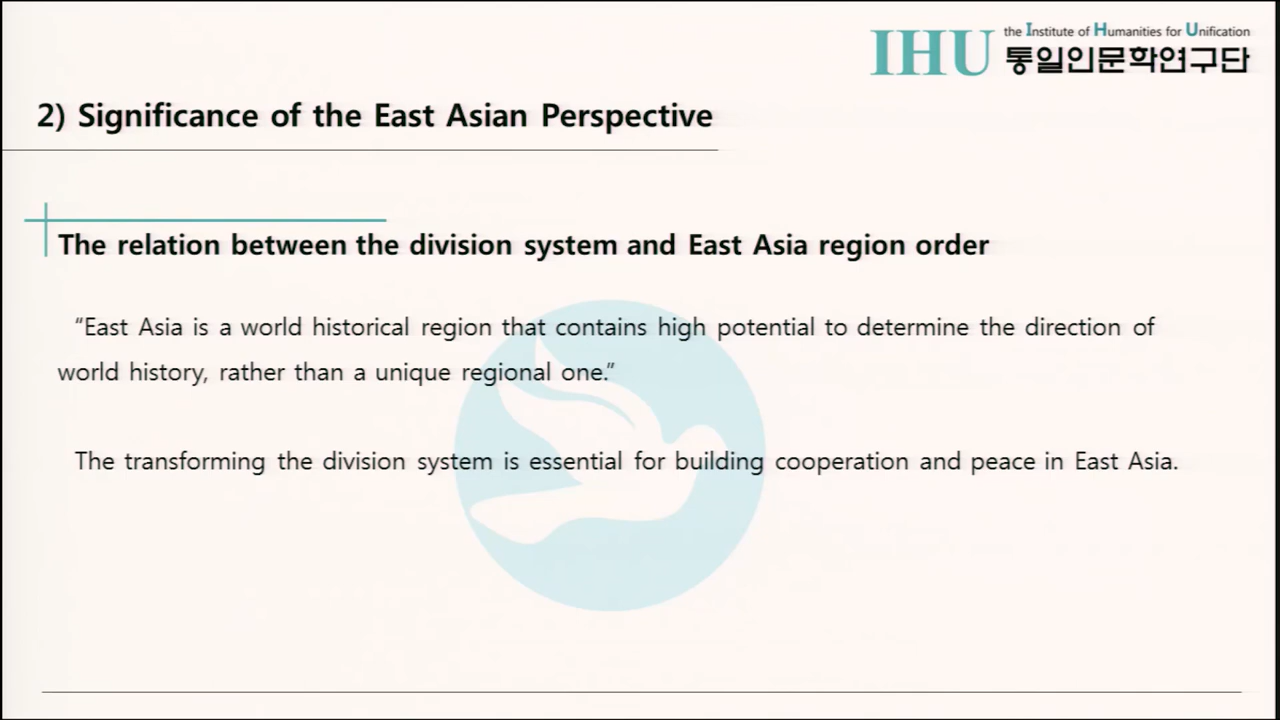 IHU the Institute of Humanities for Unification
통일인문학연구단
2) Significance of the East Asian Perspective
The relation between the division system and East Asia region order
“East Asia is a world historical region that contains high potential to determine the direction of
world history, rather than a unique regional one.”
The transforming the division system is essential for building cooperation and peace in East Asia.